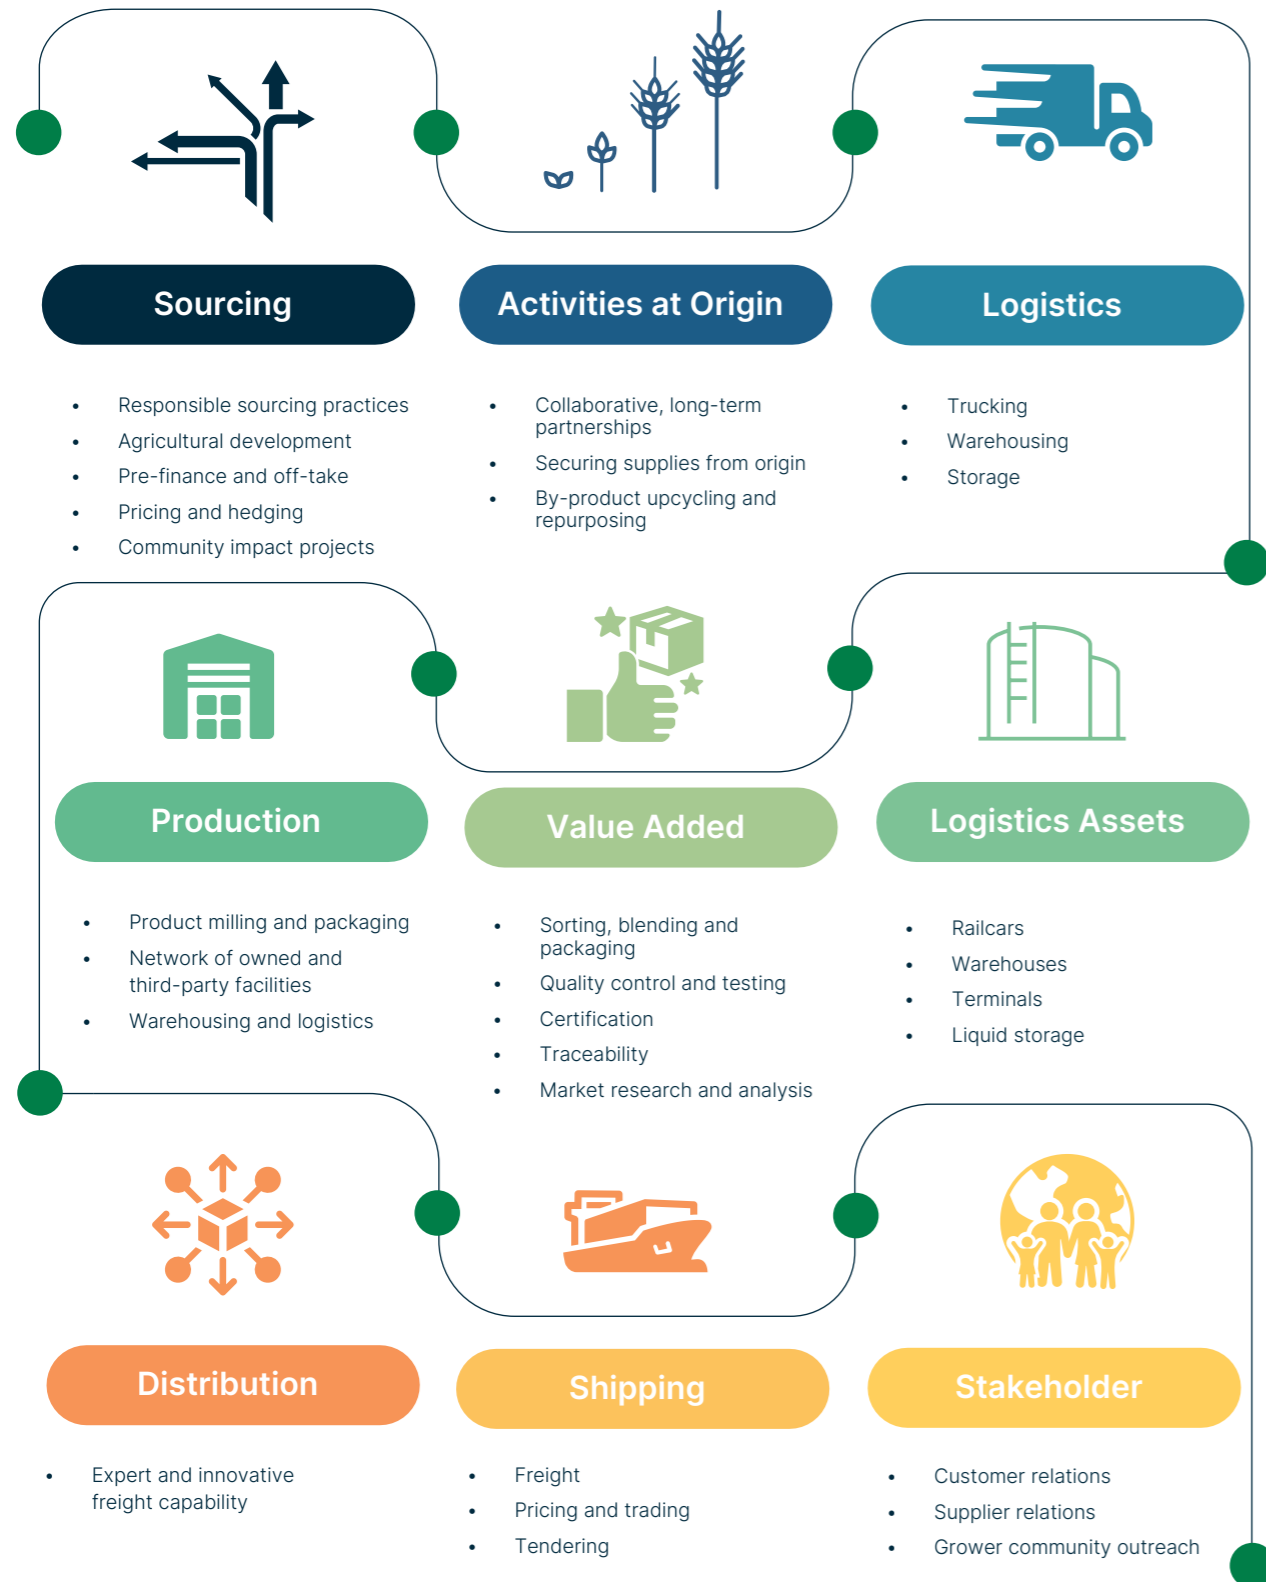 Sourcing
• Responsible sourcing practices
• Agricultural development
• Pre-finance and off-take
• Pricing and hedging
• Community impact projects
Activities at Origin
• Collaborative, long-term
partnerships
• Securing supplies from origin
• By-product upcycling and
repurposing
Logistics
• Trucking
• Warehousing
• Storage
Production
• Product milling and packaging
• Network of owned and
third-party facilities
• Warehousing and logistics
Value Added
• Sorting, blending and
packaging
• Quality control and testing
• Certification
• Traceability
• Market research and analysis
Logistics Assets
• Railcars
• Warehouses
• Terminals
• Liquid storage
Distribution
• Expert and innovative
freight capability
Shipping
• Freight
• Pricing and trading
• Tendering
Stakeholder
• Customer relations
• Supplier relations
• Grower community outreach